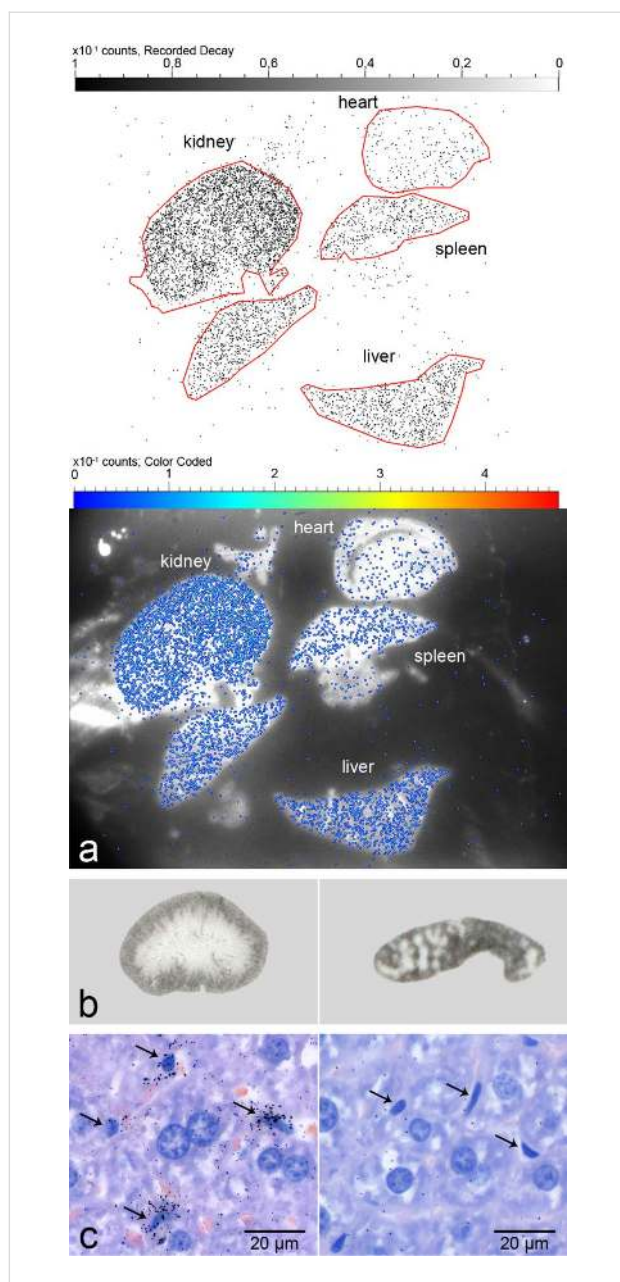 x10⁻¹ counts, Recorded Decay
1 0,8 0,6 0,4 0,2 0
heart
kidney
spleen
liver
x10⁻¹ counts, Color Coded
0 1 2 3 4
heart
kidney
spleen
liver
a
b
c
20 µm
20 µm